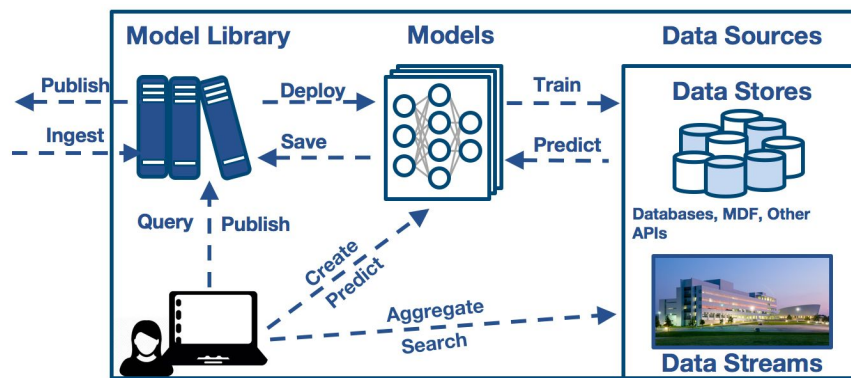 Model Library
Models
Data Sources
Publish
Deploy
Train
Data Stores
Ingest
Save
Predict
Databases, MDF, Other
APIs
Query
Publish
Create
Predict
Aggregate
Search
Data Streams